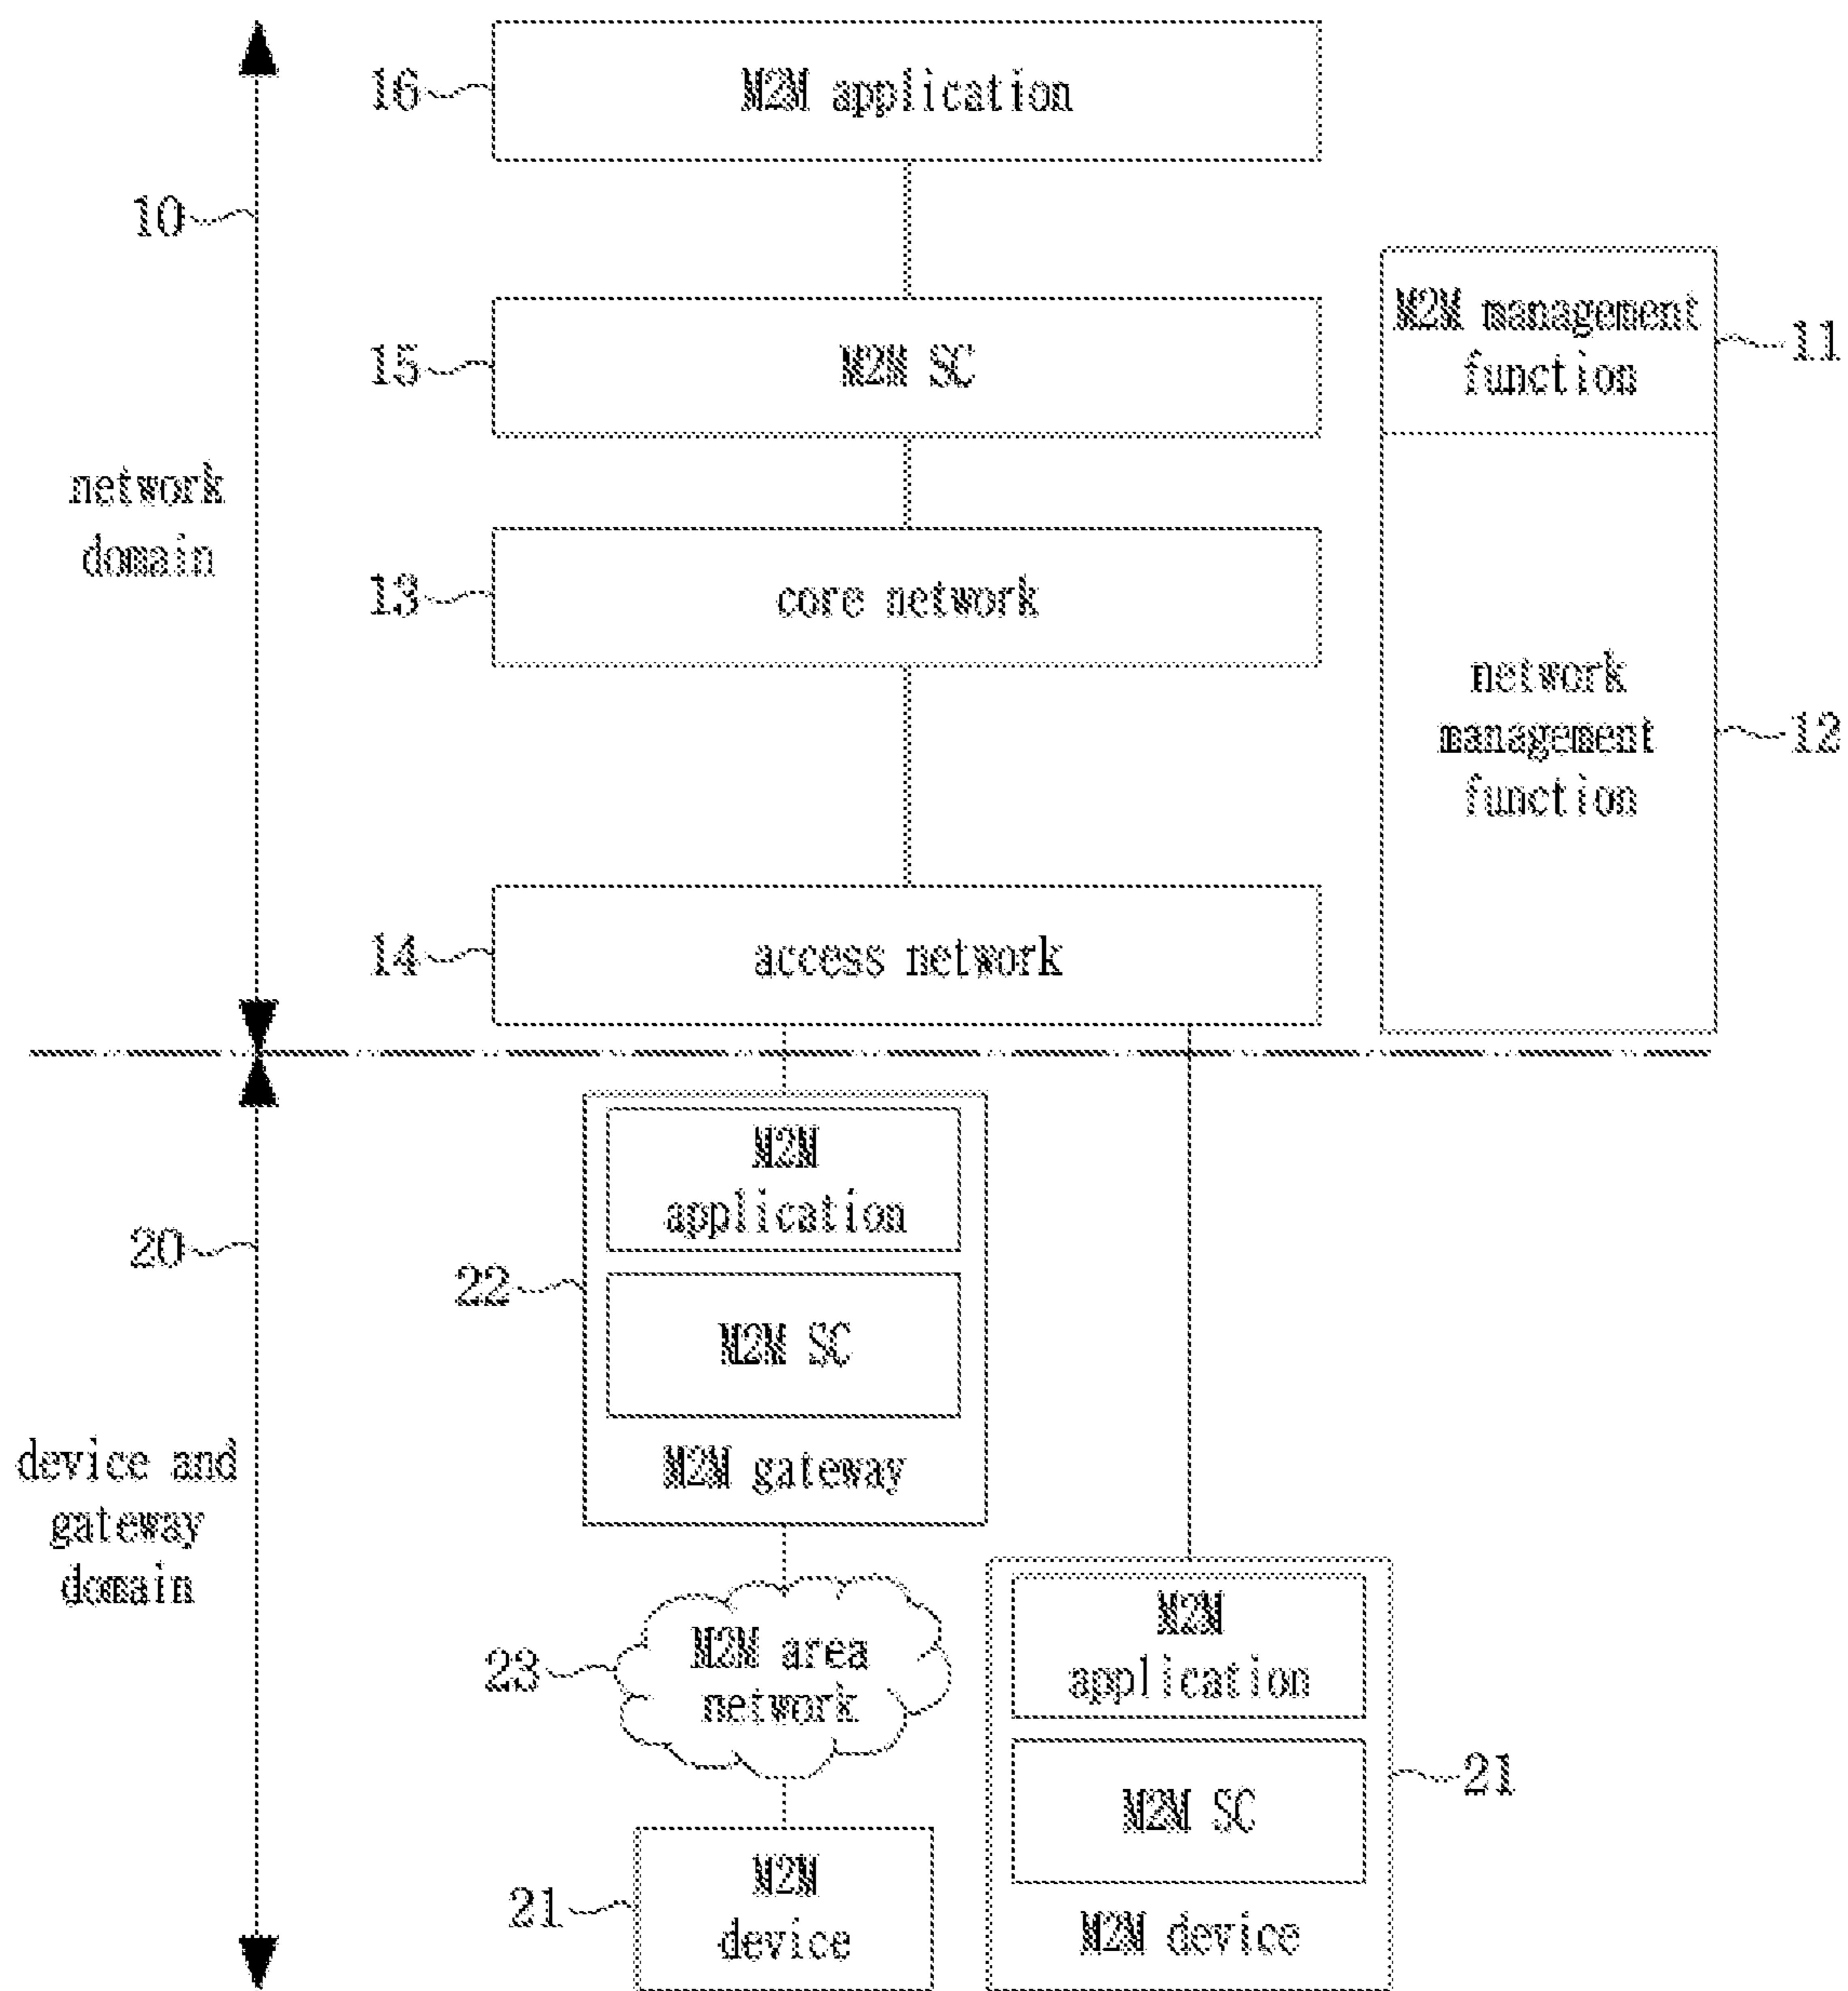 16
M2M application
10
15
M2M SC
M2M management
function
11
network
domain
13
core network
network
management
function
12
14
access network
20
22
M2M
application
M2M SC
M2M gateway
device and
gateway
domain
23
M2M area
network
M2M
application
M2M SC
21
M2M device
21
M2M
device